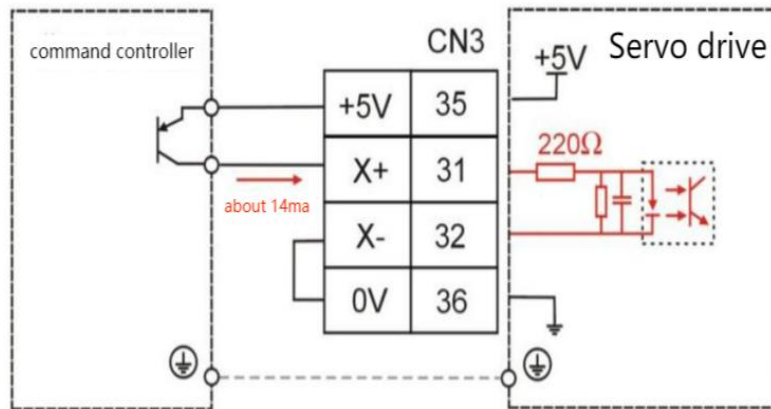 CN3
command controller
+5V
Servo drive
+5V 35
220Ω
X+ 31
about 14ma
X- 32
0V 36